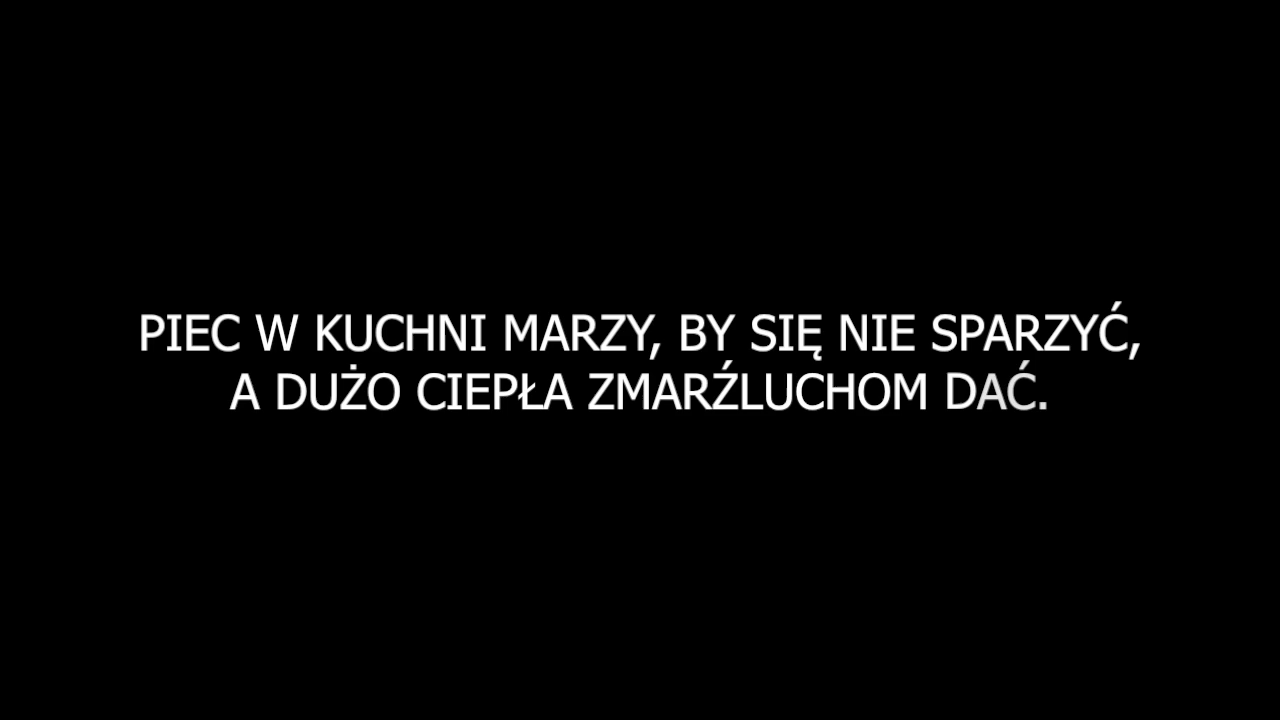 PIEC W KUCHNI MARZY, BY SIĘ NIE SPARZYĆ,
A DUŻO CIEPŁA ZMARŹLUCHOM DAĆ.